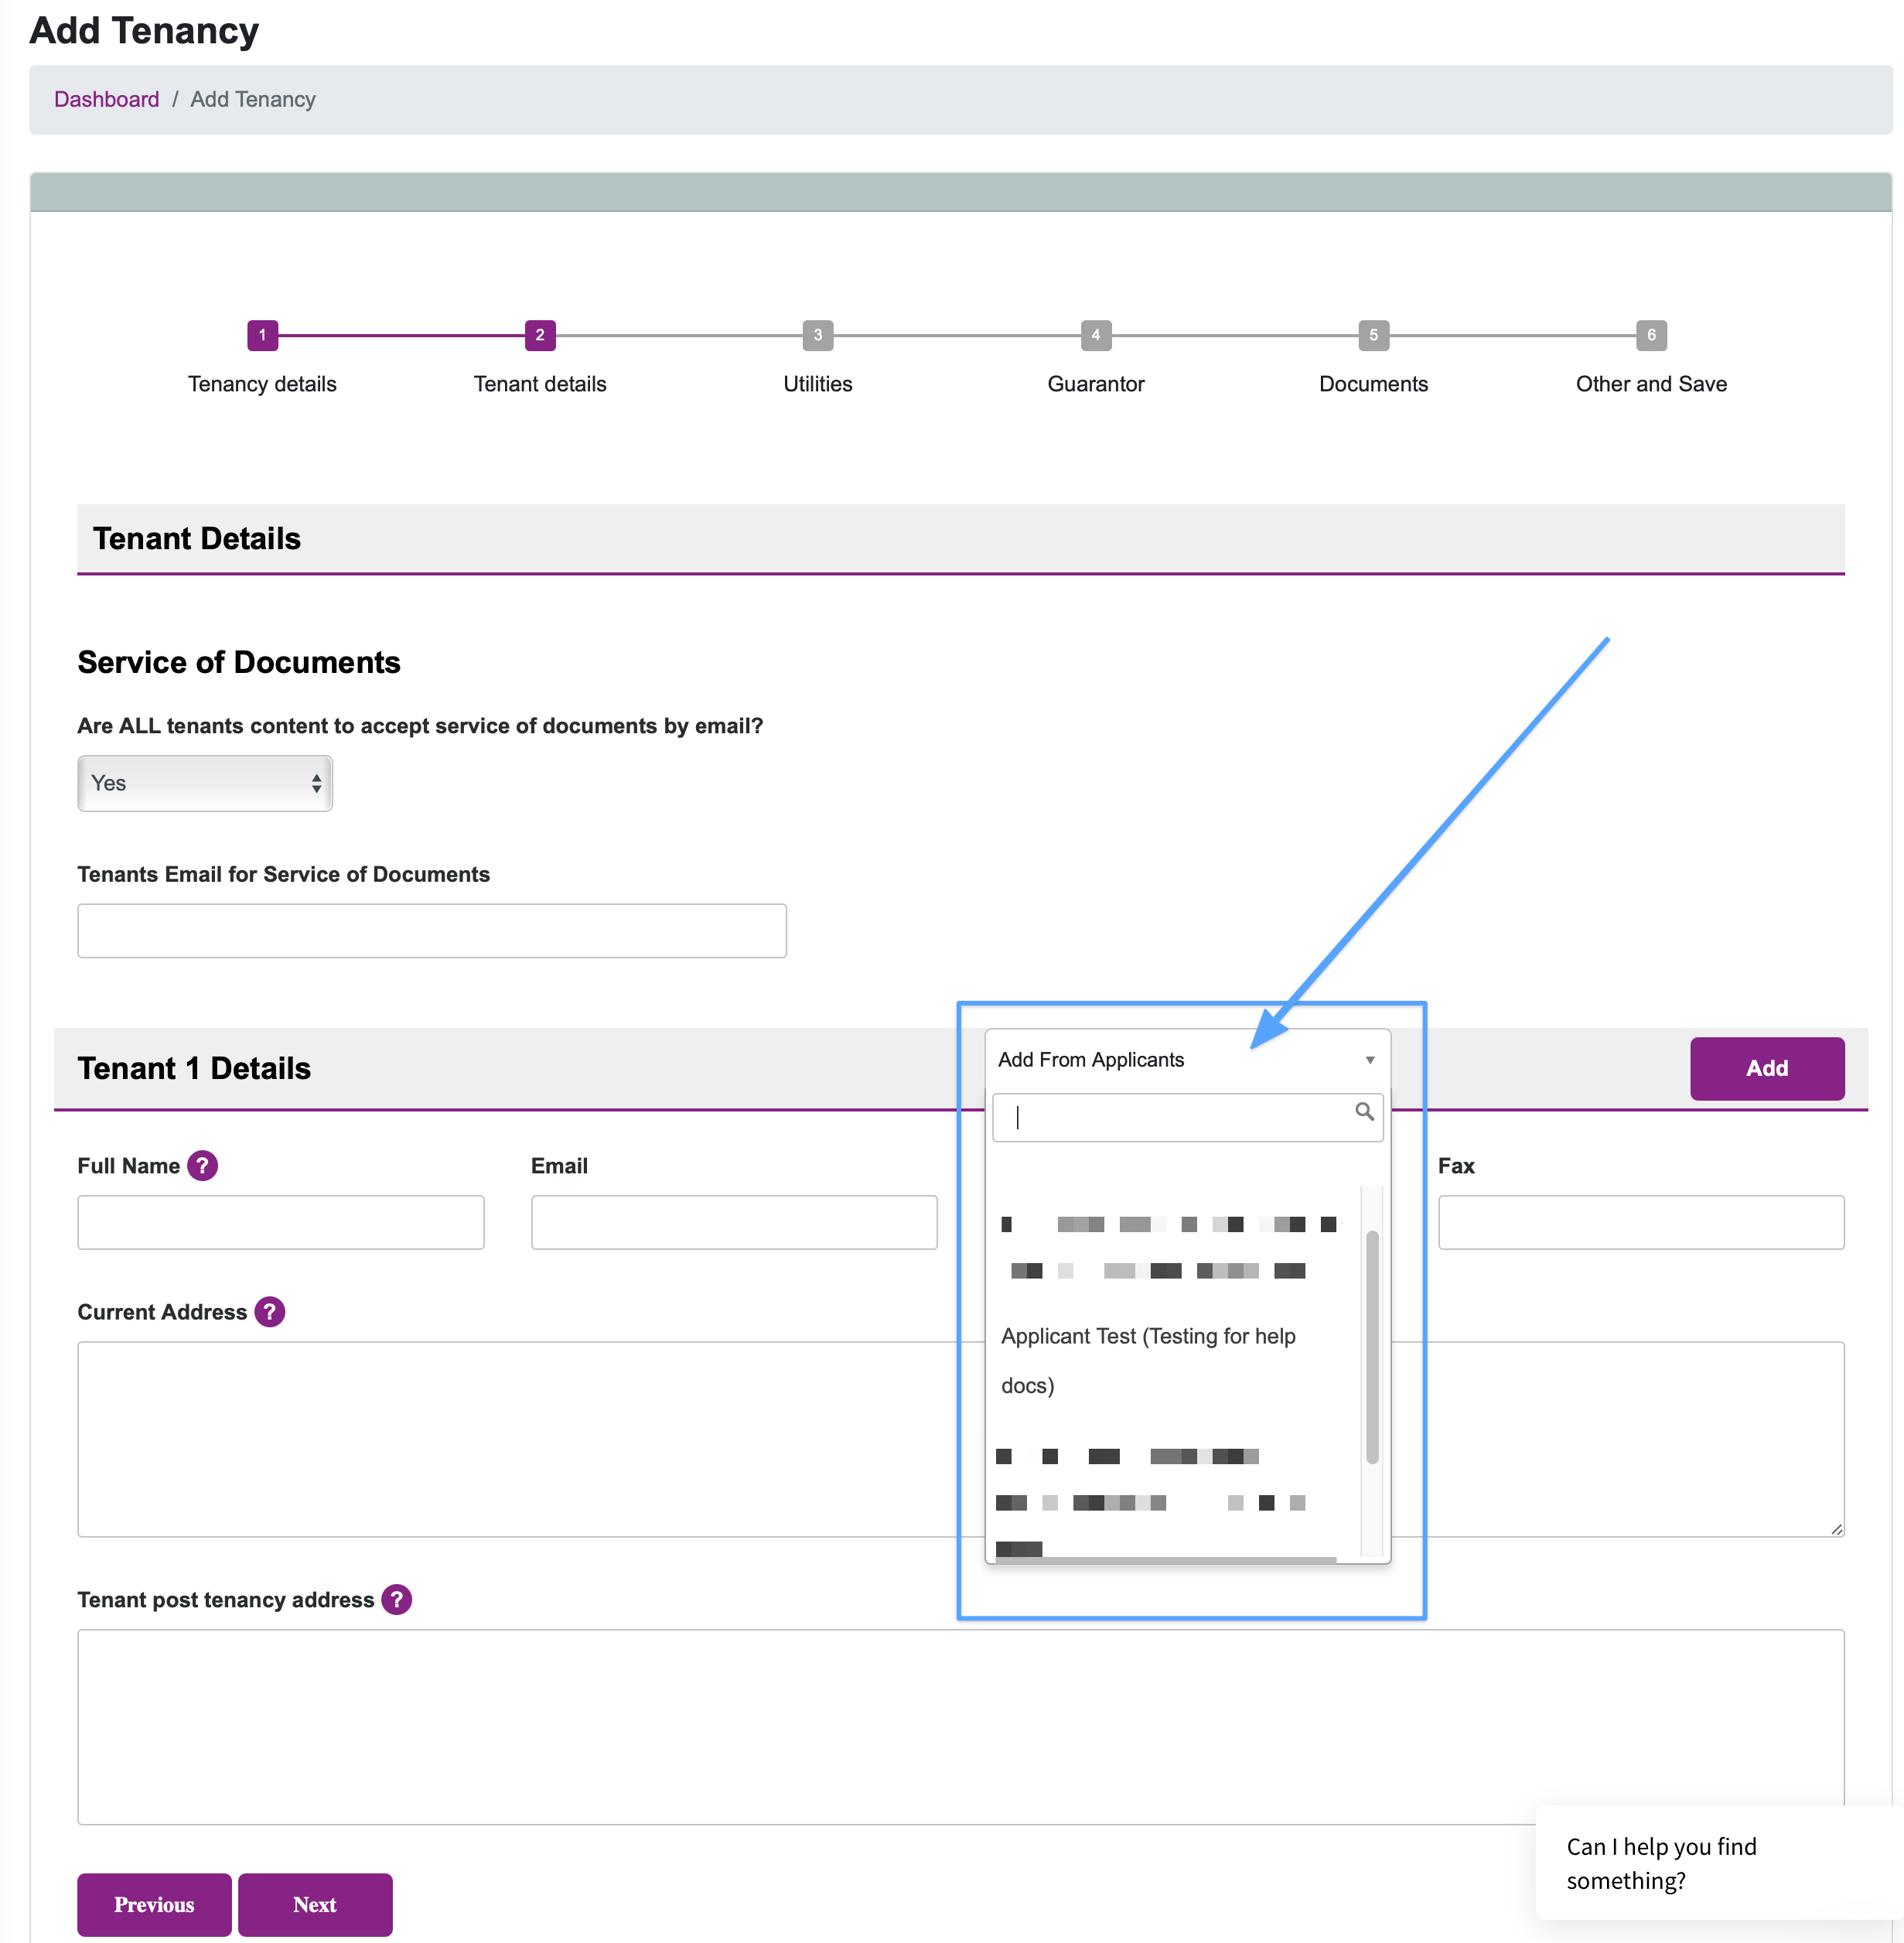 Add Tenancy
Dashboard / Add Tenancy
1 2 3 4 5 6
Tenancy details Tenant details Utilities Guarantor Documents Other and Save
Tenant Details
Service of Documents
Are ALL tenants content to accept service of documents by email?
Yes
Tenants Email for Service of Documents
Tenant 1 Details
Add From Applicants
Add
Full Name ?
Email
Fax
Applicant Test (Testing for help
docs)
Current Address ?
Tenant post tenancy address ?
Can I help you find
something?
Previous Next